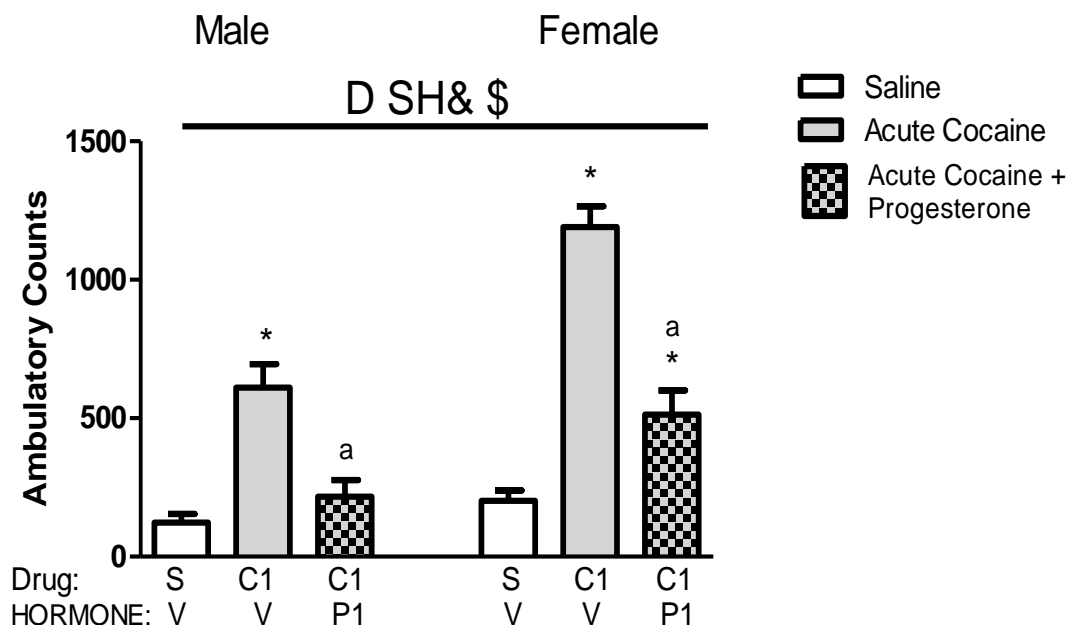 Male Female
D SH& $
Saline
Acute Cocaine
Acute Cocaine +
Progesterone
Ambulatory Counts
1500
1000
500
0
*
a
*
a
*
Drug: S C1 C1 S C1 C1
HORMONE: V V P1 V V P1